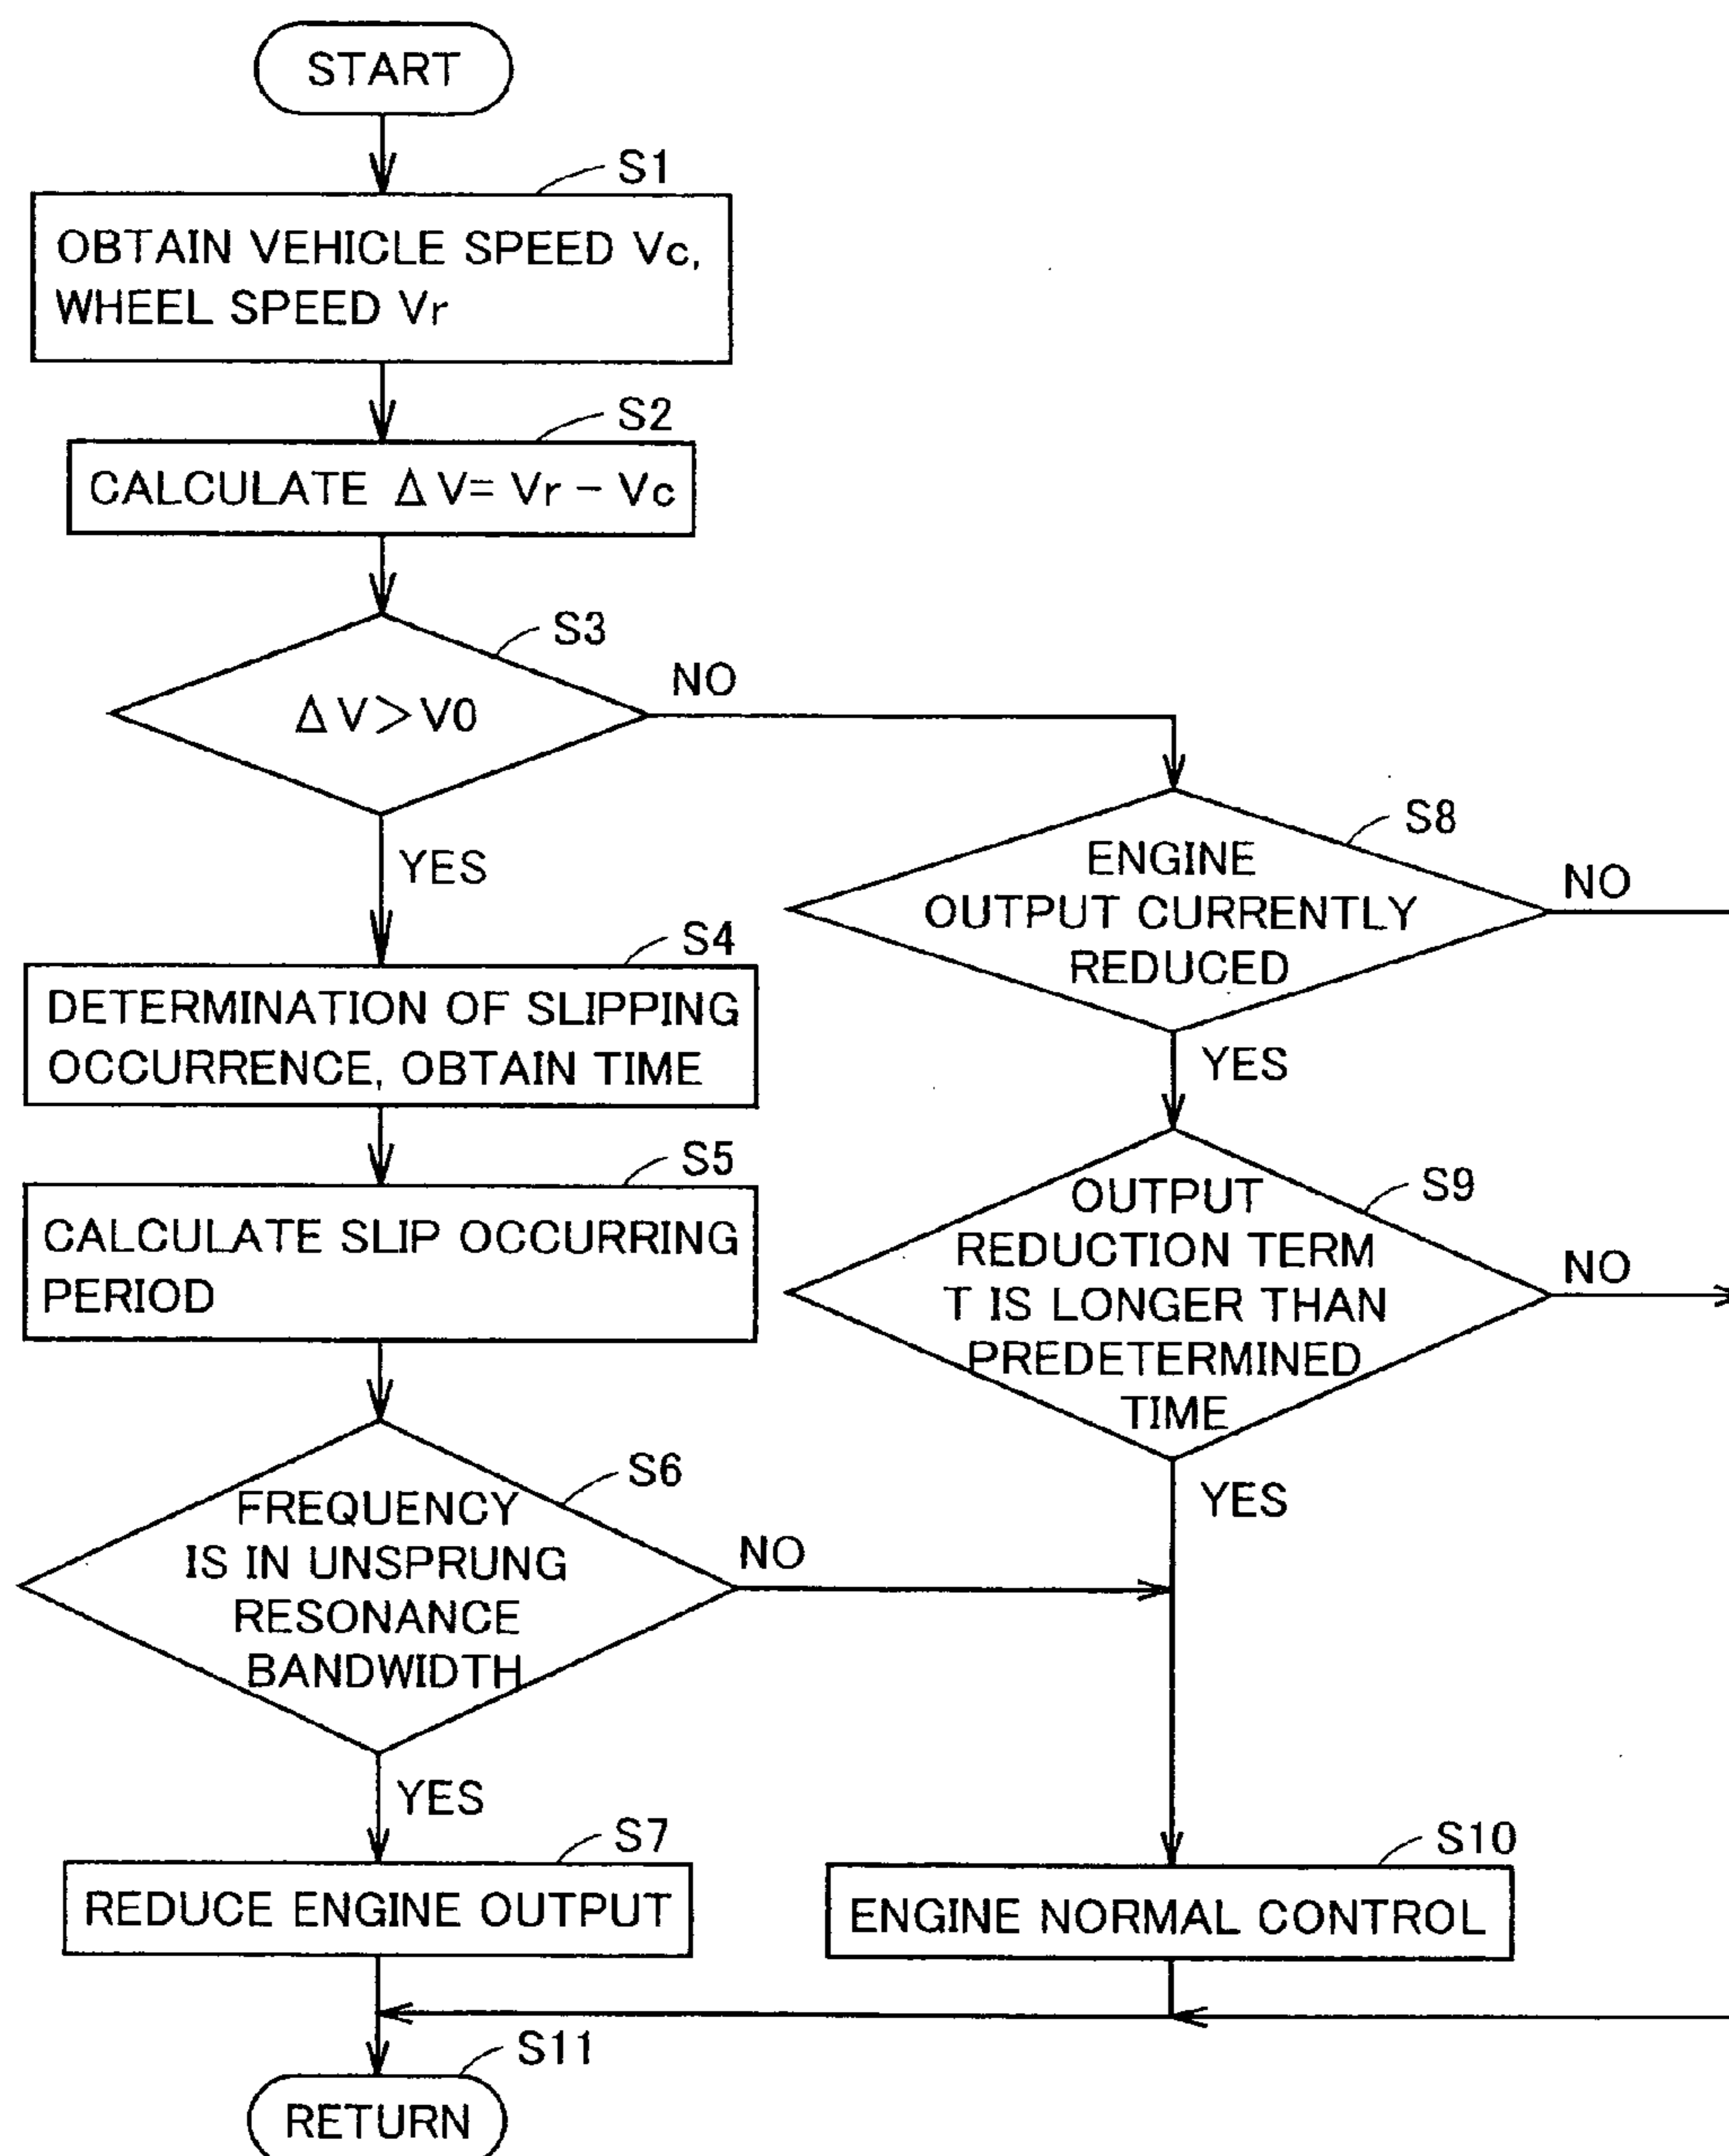 START
S1
OBTAIN VEHICLE SPEED Vc,
WHEEL SPEED Vr
S2
CALCULATE ΔV= Vr − Vc
S3
ΔV>V0
NO
YES
S4
DETERMINATION OF SLIPPING
OCCURRENCE, OBTAIN TIME
S5
CALCULATE SLIP OCCURRING
PERIOD
S6
FREQUENCY
IS IN UNSPRUNG
RESONANCE
BANDWIDTH
NO
YES
S7
REDUCE ENGINE OUTPUT
S8
ENGINE
OUTPUT CURRENTLY
REDUCED
NO
YES
S9
OUTPUT
REDUCTION TERM
T IS LONGER THAN
PREDETERMINED
TIME
NO
YES
S10
ENGINE NORMAL CONTROL
S11
RETURN